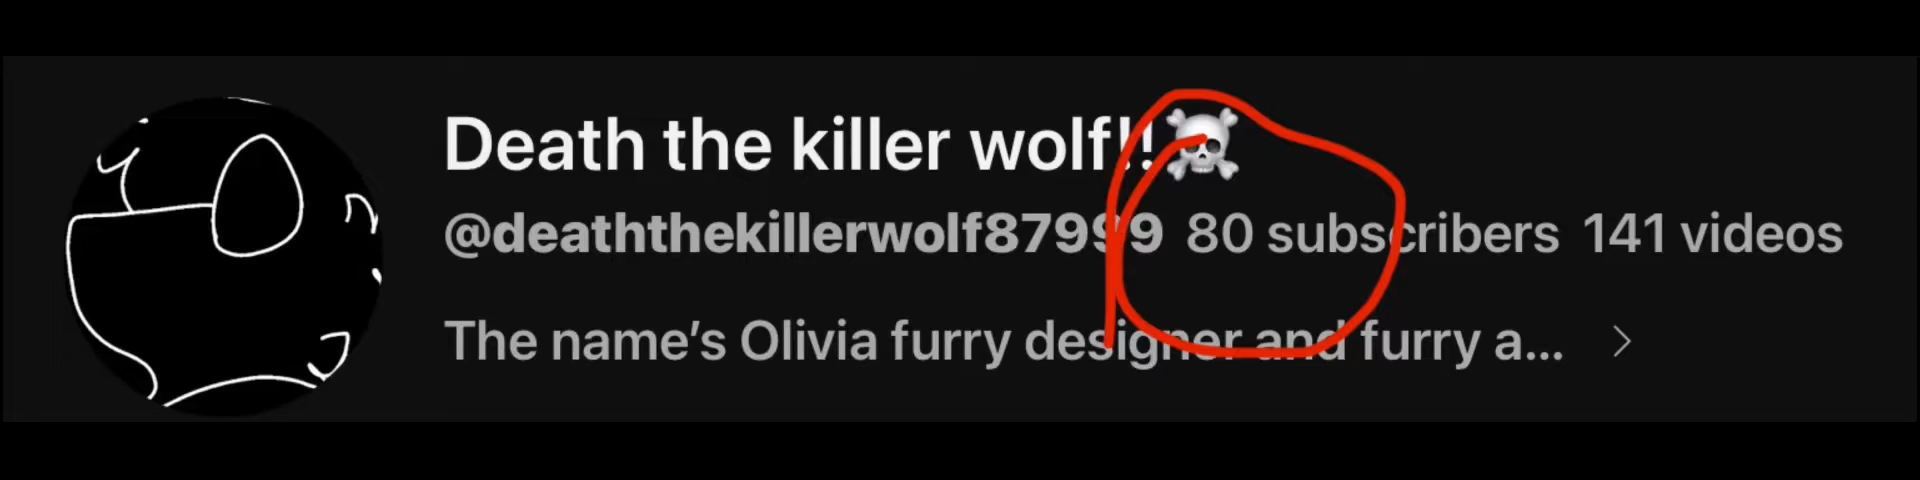 Death the killer wolf!!☠️
@deaththekillerwolf87999 80 subscribers 141 videos
The name’s Olivia furry designer and furry a...